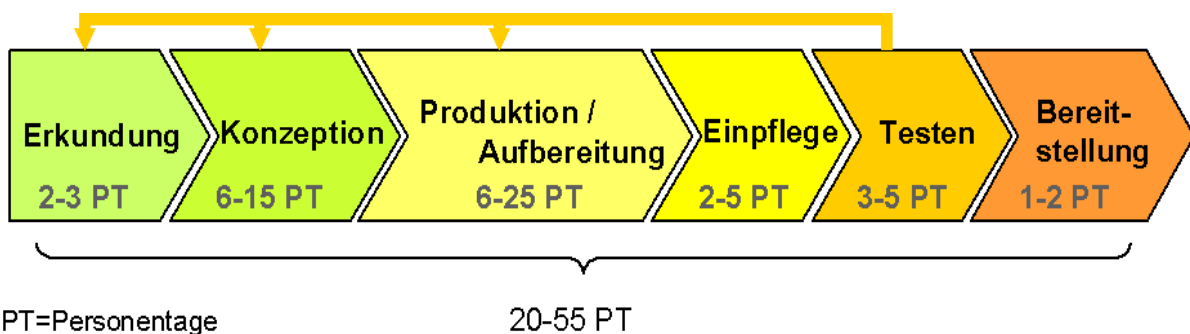 Erkundung
2-3 PT
Konzeption
6-15 PT
Produktion /
Aufbereitung
6-25 PT
Einpflege
2-5 PT
Testen
3-5 PT
Bereit-
stellung
1-2 PT
PT=Personentage
20-55 PT